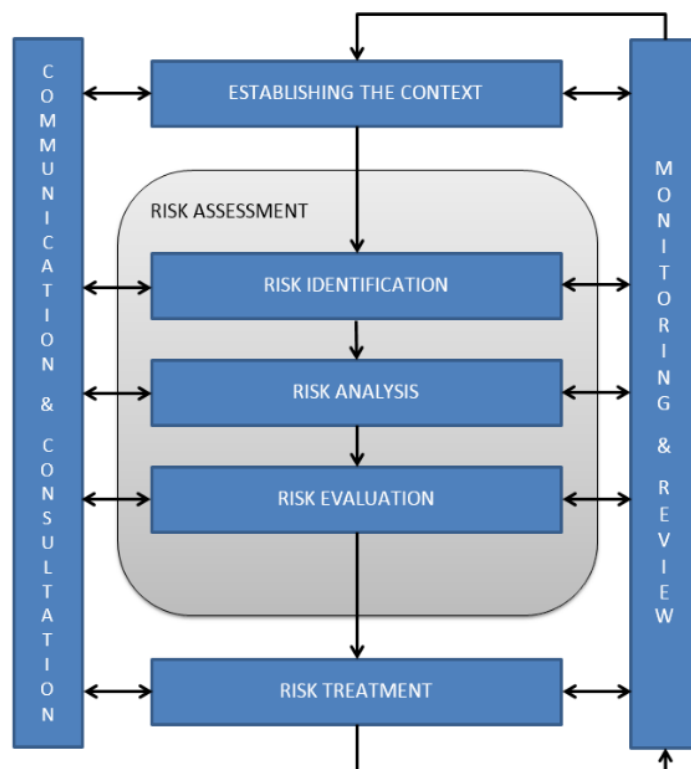 COMMUNICATION & CONSULTATION
ESTABLISHING THE CONTEXT
RISK ASSESSMENT
RISK IDENTIFICATION
RISK ANALYSIS
RISK EVALUATION
RISK TREATMENT
MONITORING & REVIEW